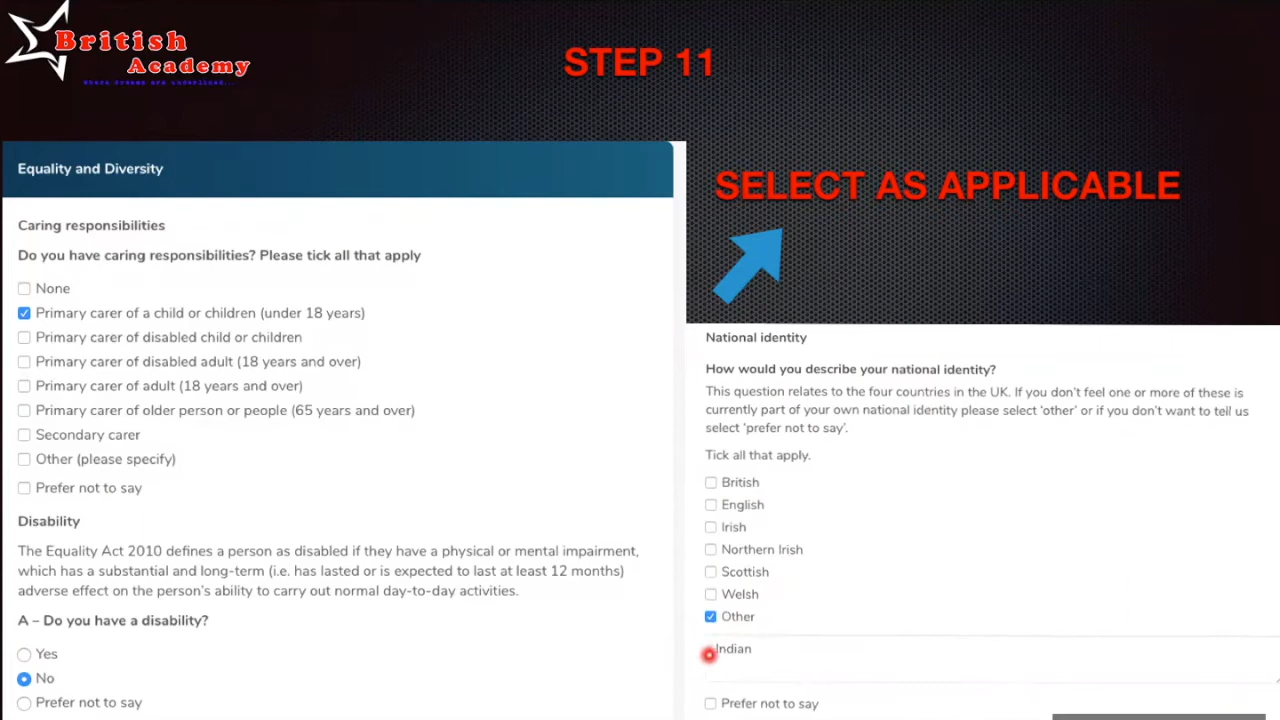 British
Academy
where dreams are underlined...
STEP 11
SELECT AS APPLICABLE
Equality and Diversity
Caring responsibilities
Do you have caring responsibilities? Please tick all that apply
None
Primary carer of a child or children (under 18 years)
Primary carer of disabled child or children
Primary carer of disabled adult (18 years and over)
Primary carer of adult (18 years and over)
Primary carer of older person or people (65 years and over)
Secondary carer
Other (please specify)
Prefer not to say
Disability
The Equality Act 2010 defines a person as disabled if they have a physical or mental impairment,
which has a substantial and long-term (i.e. has lasted or is expected to last at least 12 months)
adverse effect on the person's ability to carry out normal day-to-day activities.
A – Do you have a disability?
Yes
No
Prefer not to say
National identity
How would you describe your national identity?
This question relates to the four countries in the UK. If you don't feel one or more of these is
currently part of your own national identity please select 'other' or if you don't want to tell us
select 'prefer not to say'.
Tick all that apply.
British
English
Irish
Northern Irish
Scottish
Welsh
Other
Indian
Prefer not to say